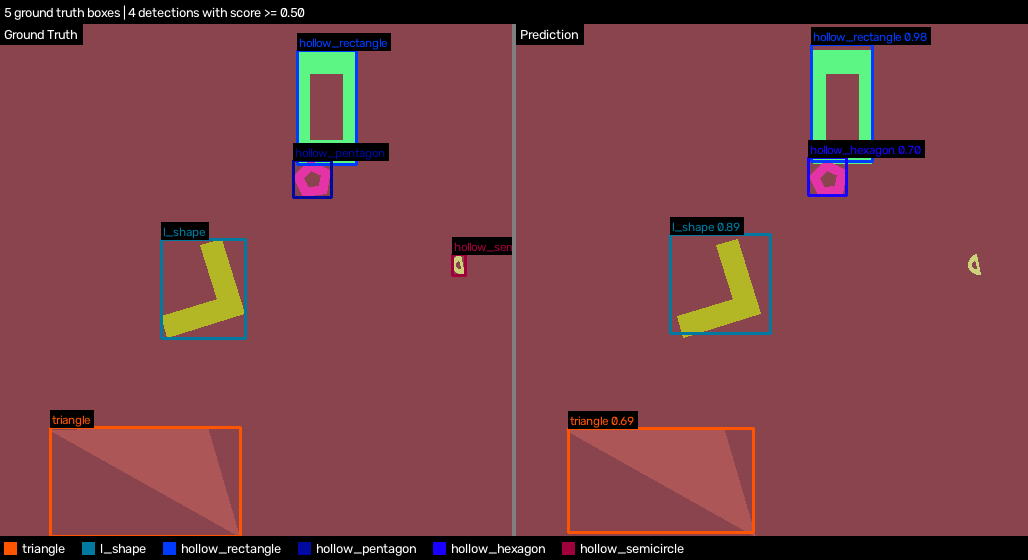 5 ground truth boxes | 4 detections with score >= 0.50
Ground Truth
Prediction
hollow_rectangle
hollow_pentagon
l_shape
hollow_sen
triangle
hollow_rectangle 0.98
hollow_hexagon 0.70
l_shape 0.89
triangle 0.69
triangle
l_shape
hollow_rectangle
hollow_pentagon
hollow_hexagon
hollow_semicircle